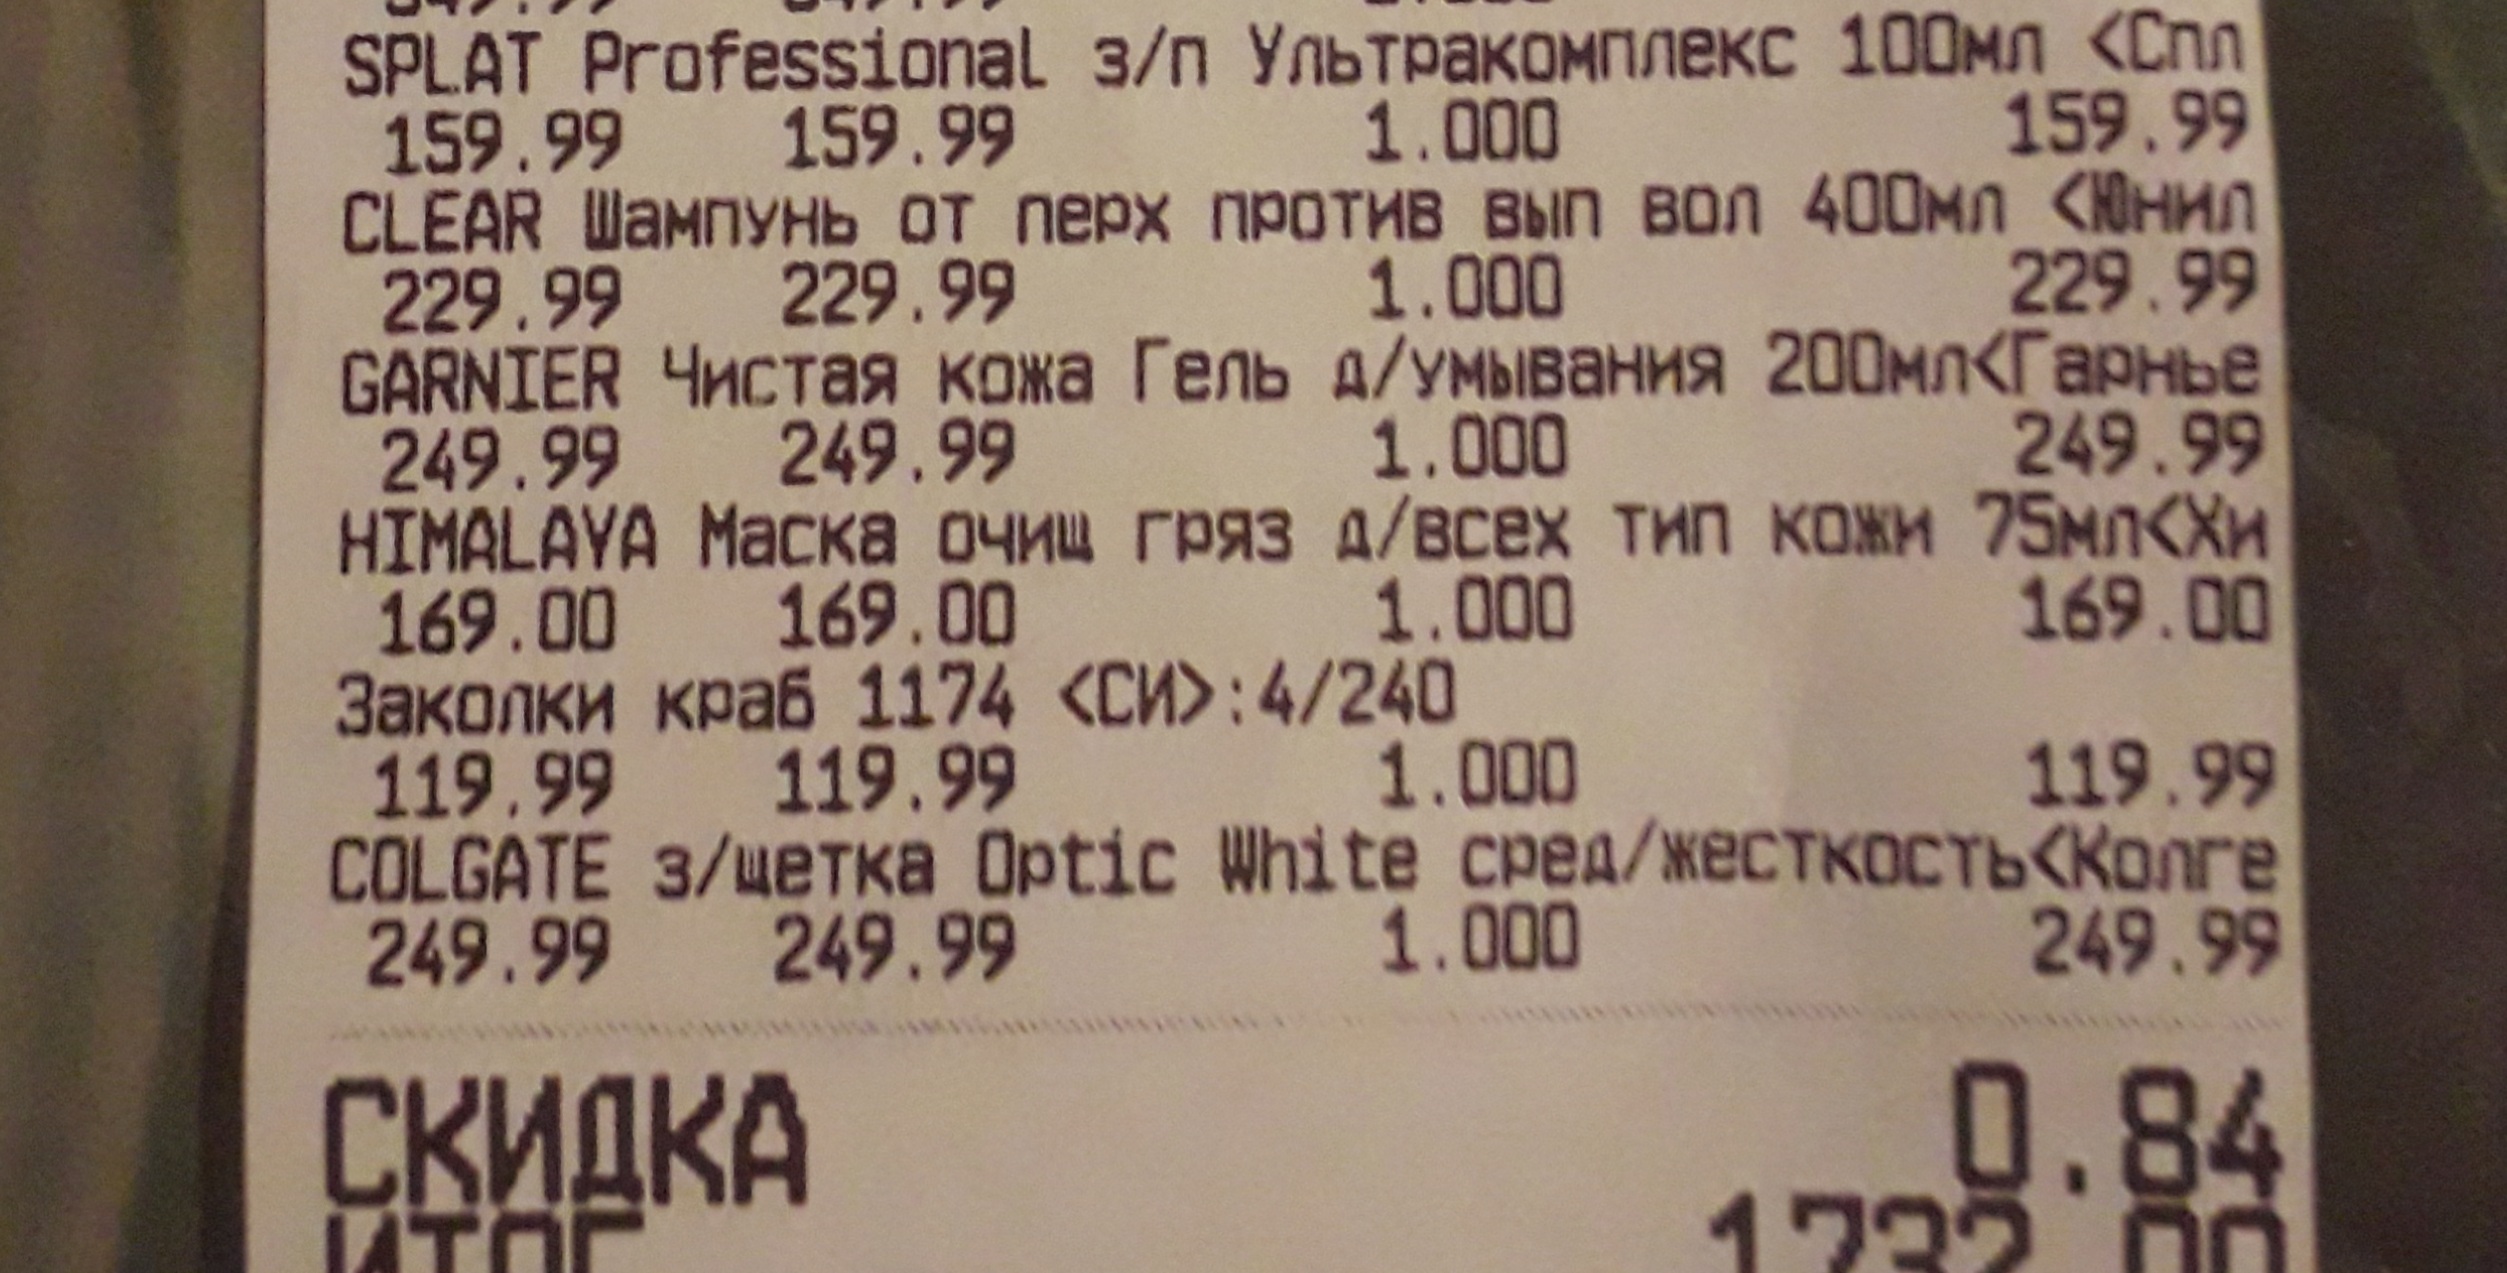 SPLAT Professional з/п Ультракомплекс 100мл <Спл
159.99 159.99 1.000 159.99
CLEAR Шампунь от перх против вып вол 400мл <Юнил
229.99 229.99 1.000 229.99
GARNIER Чистая кожа Гель д/умывания 200мл<Гарнье
249.99 249.99 1.000 249.99
HIMALAYA Маска очищ гряз д/всех тип кожи 75мл<Хи
169.00 169.00 1.000 169.00
Заколки краб 1174 <СИ>:4/240
119.99 119.99 1.000 119.99
COLGATE з/щетка Optic White сред/жесткость<Колге
249.99 249.99 1.000 249.99
СКИДКА 0.84
ИТОГ 1732.00